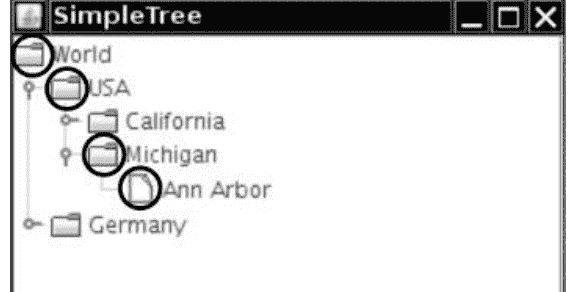 SimpleTree
World
USA
California
Michigan
Ann Arbor
Germany